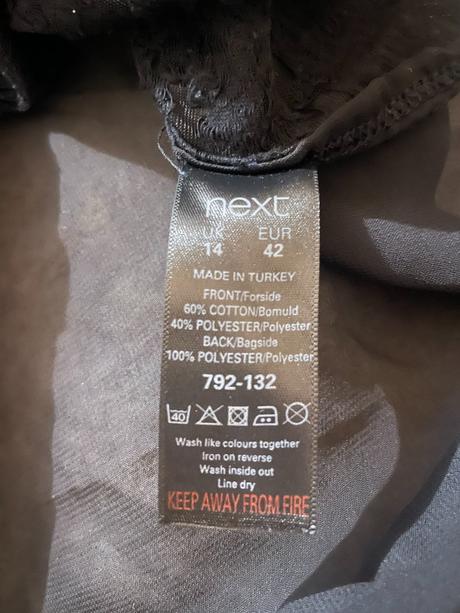 next
UK EUR
14 42
MADE IN TURKEY
FRONT/Forside
60% COTTON/Bomuld
40% POLYESTER/Polyester
BACK/Bagside
100% POLYESTER/Polyester
792-132
40
Wash like colours together
Iron on reverse
Wash inside out
Line dry
KEEP AWAY FROM FIRE